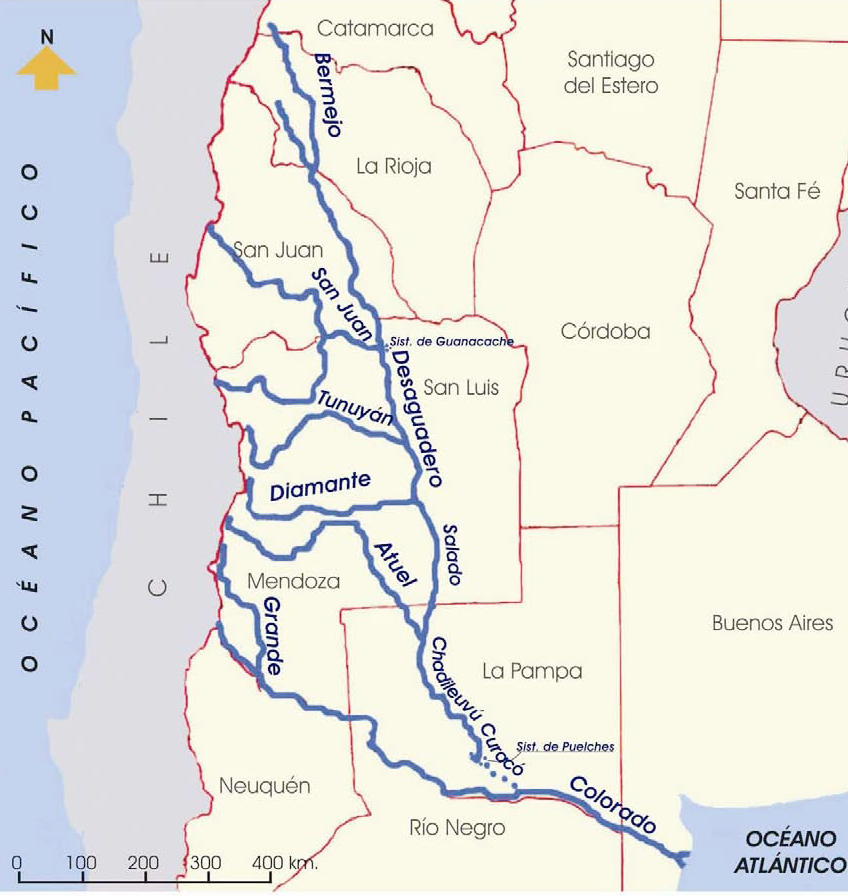 N
Catamarca
Santiago
del Estero
Bermejo
La Rioja
Santa Fé
OCÉANO PACÍFICO
CHILE
San Juan
San Juan
Sist. de Guanacache
Córdoba
Desaguadero
San Luis
Tunuyán
Diamante
Salado
Atuel
Mendoza
Grande
Buenos Aires
La Pampa
Chadileuvú Curocó
Sist. de Puelches
Neuquén
Colorado
Río Negro
OCÉANO
ATLÁNTICO
0 100 200 300 400 km.